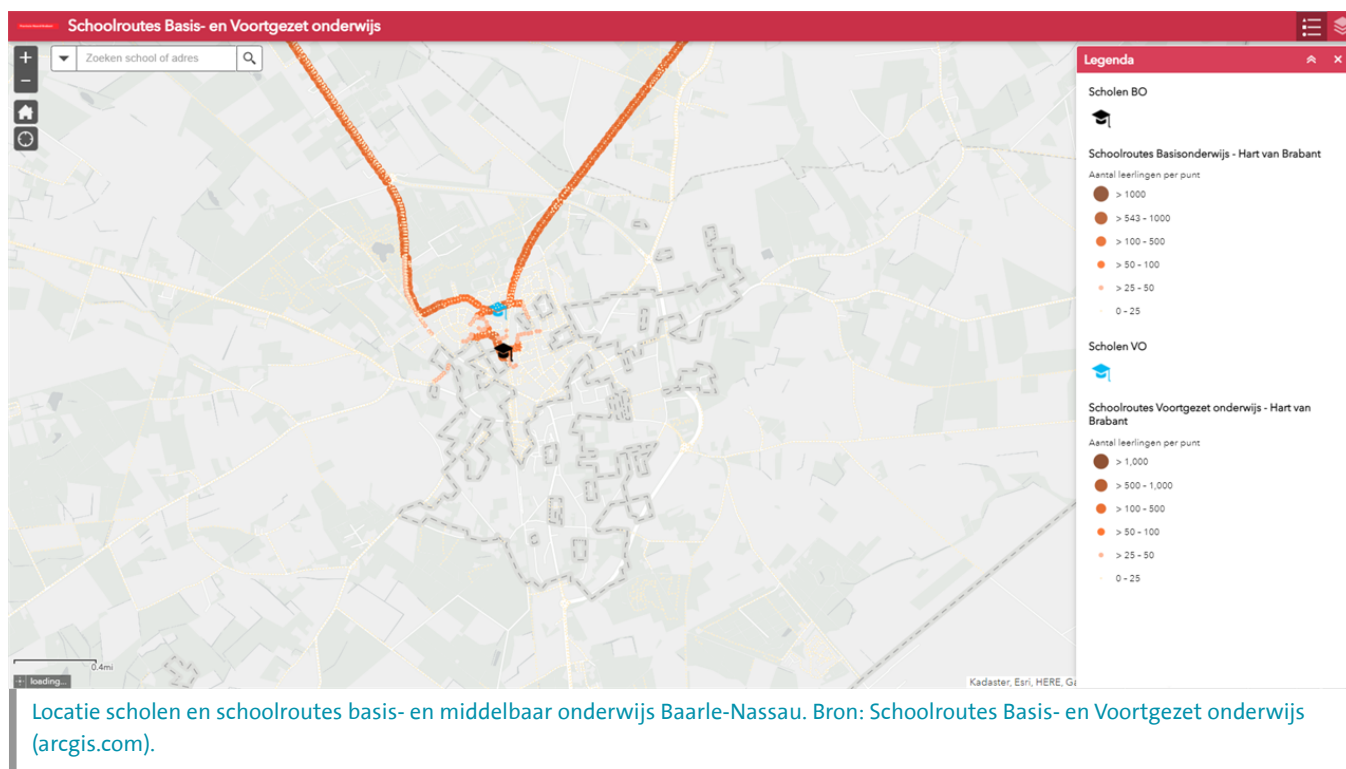 Schoolroutes Basis- en Voortgezet onderwijs
+
Zoeken school of adres
−
Legenda
Scholen BO
Schoolroutes Basisonderwijs - Hart van Brabant
Aantal leerlingen per punt
> 1000
> 543 - 1000
> 100 - 500
> 50 - 100
> 25 - 50
0 - 25
Scholen VO
Schoolroutes Voortgezet onderwijs - Hart van
Brabant
Aantal leerlingen per punt
> 1,000
> 500 - 1,000
> 100 - 500
> 50 - 100
> 25 - 50
0 - 25
0.4mi
loading...
Kadaster, Esri, HERE, Ga
Locatie scholen en schoolroutes basis- en middelbaar onderwijs Baarle-Nassau. Bron: Schoolroutes Basis- en Voortgezet onderwijs
(arcgis.com).